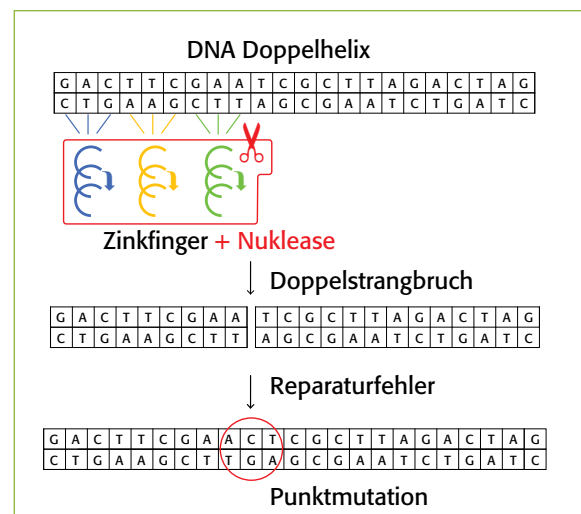 DNA Doppelhelix
G A C T T C G A A T C G C T T A G A C T A G
C T G A A G C T T A G C G A A T C T G A T C
Zinkfinger + Nuklease
Doppelstrangbruch
G A C T T C G A A T C G C T T A G A C T A G
C T G A A G C T T A G C G A A T C T G A T C
Reparaturfehler
G A C T T C G A A C T C G C T T A G A C T A G
C T G A A G C T T G A G C G A A T C T G A T C
Punktmutation